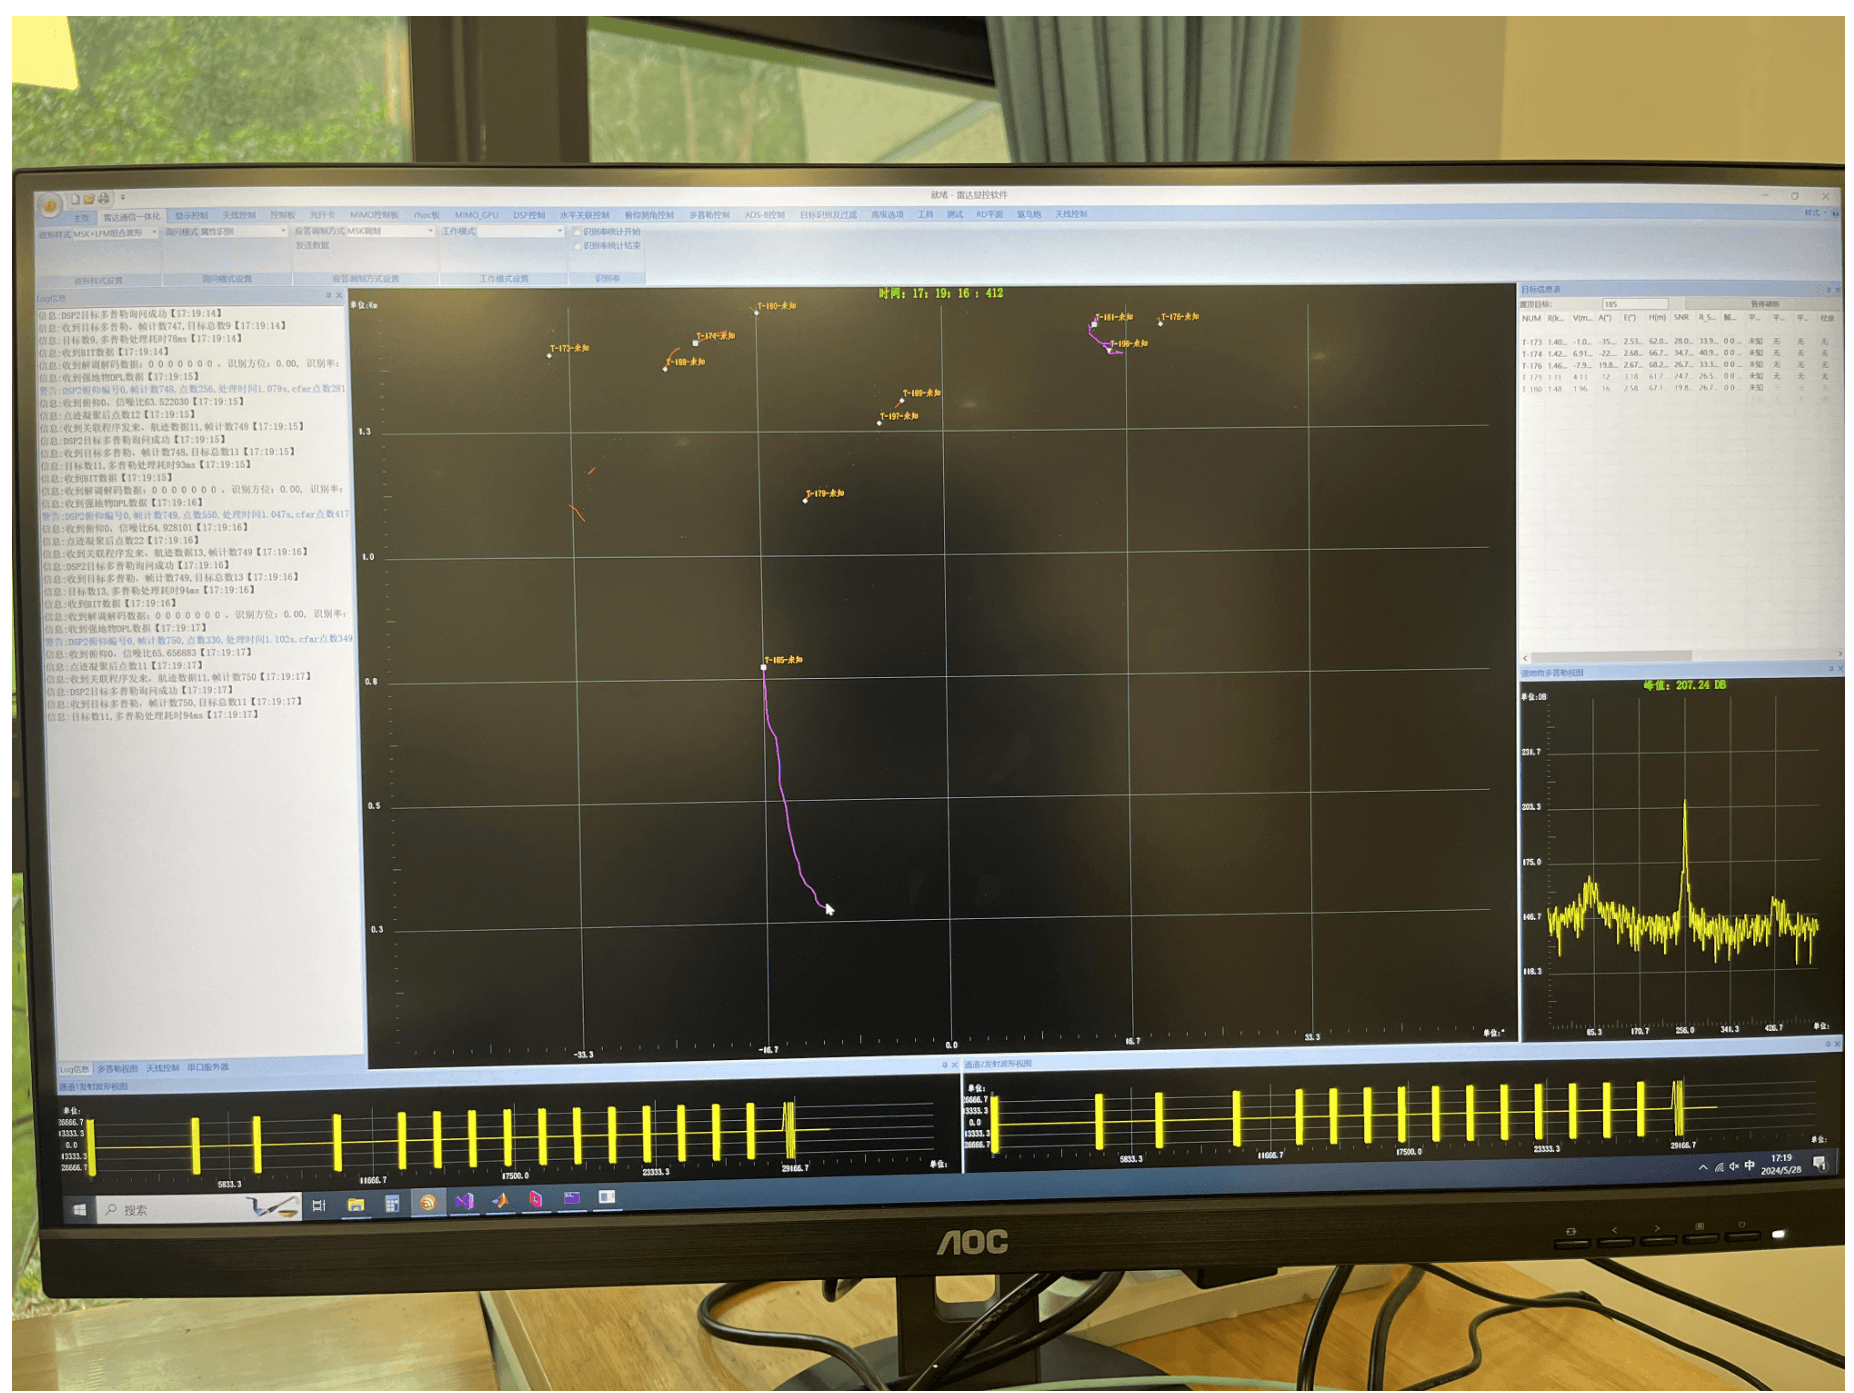 就绪 - 雷达显控软件
主页 雷达通信一体化 显示控制 天线控制 控制板 光纤卡 MIMO控制板 rfsoc板 MIMO_GPU DSP控制 水平关联控制 俯仰测角控制 多普勒控制 ADS-B控制 目标识别及过滤 高级选项 工具 测试 RD平面 驱鸟炮 天线控制 样式
波形样式 MSK+LFM组合波形 询问模式 属性识别 应答调制方式 MSK调制 工作模式 识别率统计开始
发送数据 识别率统计结束
波形样式设置 询问模式设置 应答调制方式设置 工作模式设置 识别率
Log信息
信息:DSP2目标多普勒询问成功【17:19:14】
信息:收到目标多普勒, 帧计数747,目标总数9【17:19:14】
信息:目标数9,多普勒处理耗时78ms【17:19:14】
信息:收到BIT数据【17:19:14】
信息:收到解调解码数据: 0 0 0 0 0 0 0 , 识别方位: 0.00, 识别率:
信息:收到强地物DPL数据【17:19:15】
警告:DSP2俯仰编号0,帧计数748,点数256,处理时间1.079s,cfar点数281
信息:收到俯仰0, 信噪比63.522030【17:19:15】
信息:点迹凝聚后点数12【17:19:15】
信息:收到关联程序发来, 航迹数据11,帧计数748【17:19:15】
信息:DSP2目标多普勒询问成功【17:19:15】
信息:收到目标多普勒, 帧计数748,目标总数11【17:19:15】
信息:目标数11,多普勒处理耗时93ms【17:19:15】
信息:收到BIT数据【17:19:15】
信息:收到解调解码数据: 0 0 0 0 0 0 0 , 识别方位: 0.00, 识别率:
信息:收到强地物DPL数据【17:19:16】
警告:DSP2俯仰编号0,帧计数749,点数550,处理时间1.047s,cfar点数417
信息:收到俯仰0, 信噪比64.928101【17:19:16】
信息:点迹凝聚后点数22【17:19:16】
信息:收到关联程序发来, 航迹数据13,帧计数749【17:19:16】
信息:DSP2目标多普勒询问成功【17:19:16】
信息:收到目标多普勒, 帧计数749,目标总数13【17:19:16】
信息:目标数13,多普勒处理耗时94ms【17:19:16】
信息:收到BIT数据【17:19:16】
信息:收到解调解码数据: 0 0 0 0 0 0 0 , 识别方位: 0.00, 识别率:
信息:收到强地物DPL数据【17:19:17】
警告:DSP2俯仰编号0,帧计数750,点数330,处理时间1.102s,cfar点数349
信息:收到俯仰0, 信噪比65.656883【17:19:17】
信息:点迹凝聚后点数11【17:19:17】
信息:收到关联程序发来, 航迹数据11,帧计数750【17:19:17】
信息:DSP2目标多普勒询问成功【17:19:17】
信息:收到目标多普勒, 帧计数750,目标总数11【17:19:17】
信息:目标数11,多普勒处理耗时94ms【17:19:17】
Log信息 多普勒视图 天线控制 串口服务器
单位:Km
时间: 17: 19: 16 : 412
T-180-未知
T-181-未知 T-176-未知
T-174-未知
T-173-未知 T-198-未知
T-188-未知
T-189-未知
T-197-未知
1.3
T-179-未知
1.0
T-185-未知
0.8
0.5
0.3
-33.3 -16.7 0.0 16.7 33.3 单位:°
目标信息表
置顶目标: 185 暂停刷新
NUM R(k... V(m... A(°) E(°) H(m) SNR R_S... 解... 平... 平... 平... 经度
T-173 1.40... -1.0... -35.... 2.53... 62.0... 28.0... 33.9... 0 0 ... 未知 无 无 无
T-174 1.42... 6.91... -22.... 2.68... 66.7... 34.7... 40.9... 0 0 ... 未知 无 无 无
T-176 1.46... -7.9... 19.8... 2.67... 68.2... 26.7... 33.3... 0 0 ... 未知 无 无 无
T-179 1.11 4.13 12 3.18 61.7 24.7 26.5 0 0 未知 无 无 无
T-180 1.48 1.96 16 2.58 67.1 19.8... 26.7 0 0 未知
强地物多普勒视图
峰值: 207.24 DB
单位:DB
231.7
203.3
175.0
146.7
118.3
85.3 170.7 256.0 341.3 426.7 单位:
通道1发射波形视图
单位:
26666.7
13333.3
0.0
13333.3
26666.7
5833.3 11666.7 17500.0 23333.3 29166.7 单位:
通道2发射波形视图
单位:
26666.7
13333.3
0.0
13333.3
26666.7
5833.3 11666.7 17500.0 23333.3 29166.7 单位:
搜索
中 17:19
2024/5/28
AOC